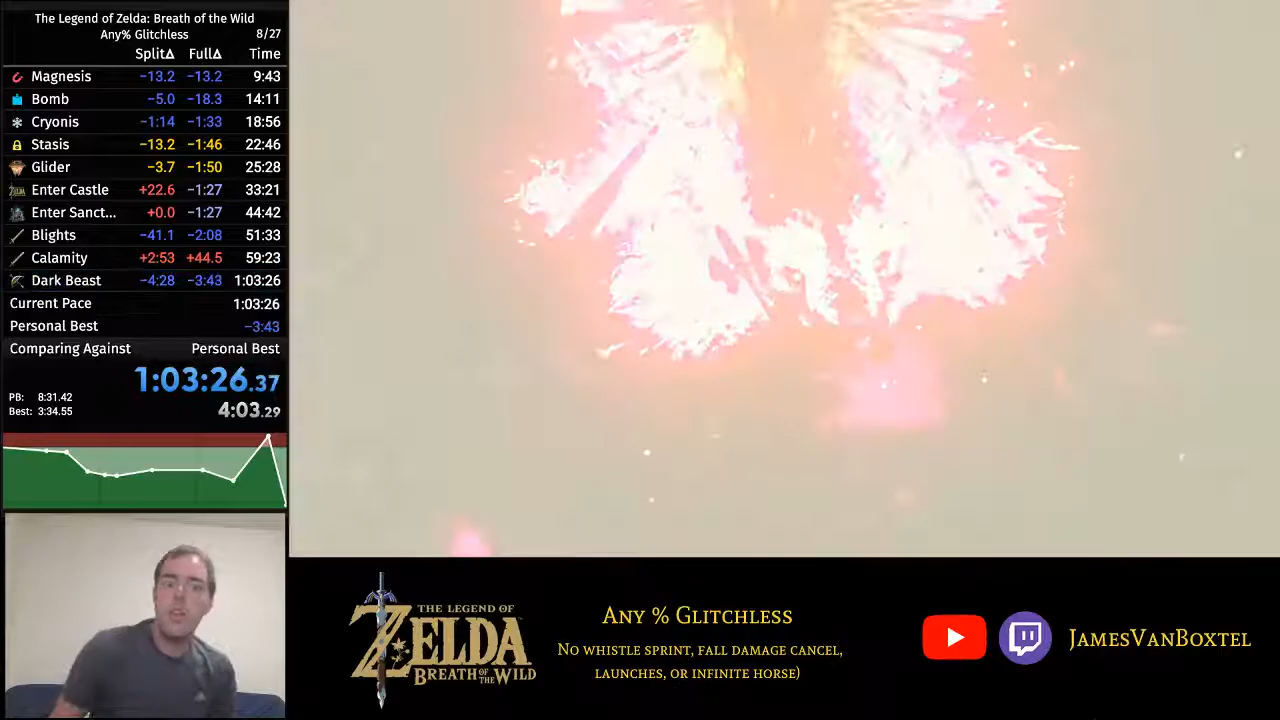 The Legend of Zelda: Breath of the Wild
Any% Glitchless 8/27
SplitΔ FullΔ Time
Magnesis −13.2 −13.2 9:43
Bomb −5.0 −18.3 14:11
Cryonis −1:14 −1:33 18:56
Stasis −13.2 −1:46 22:46
Glider −3.7 −1:50 25:28
Enter Castle +22.6 −1:27 33:21
Enter Sanct... +0.0 −1:27 44:42
Blights −41.1 −2:08 51:33
Calamity +2:53 +44.5 59:23
Dark Beast −4:28 −3:43 1:03:26
Current Pace 1:03:26
Personal Best −3:43
Comparing Against Personal Best
1:03:26.37
PB: 8:31.42
Best: 3:34.55
4:03.29
THE LEGEND OF
ZELDA
BREATH OF THE WILD
Any % Glitchless
No whistle sprint, fall damage cancel,
launches, or infinite horse)
JamesVanBoxtel